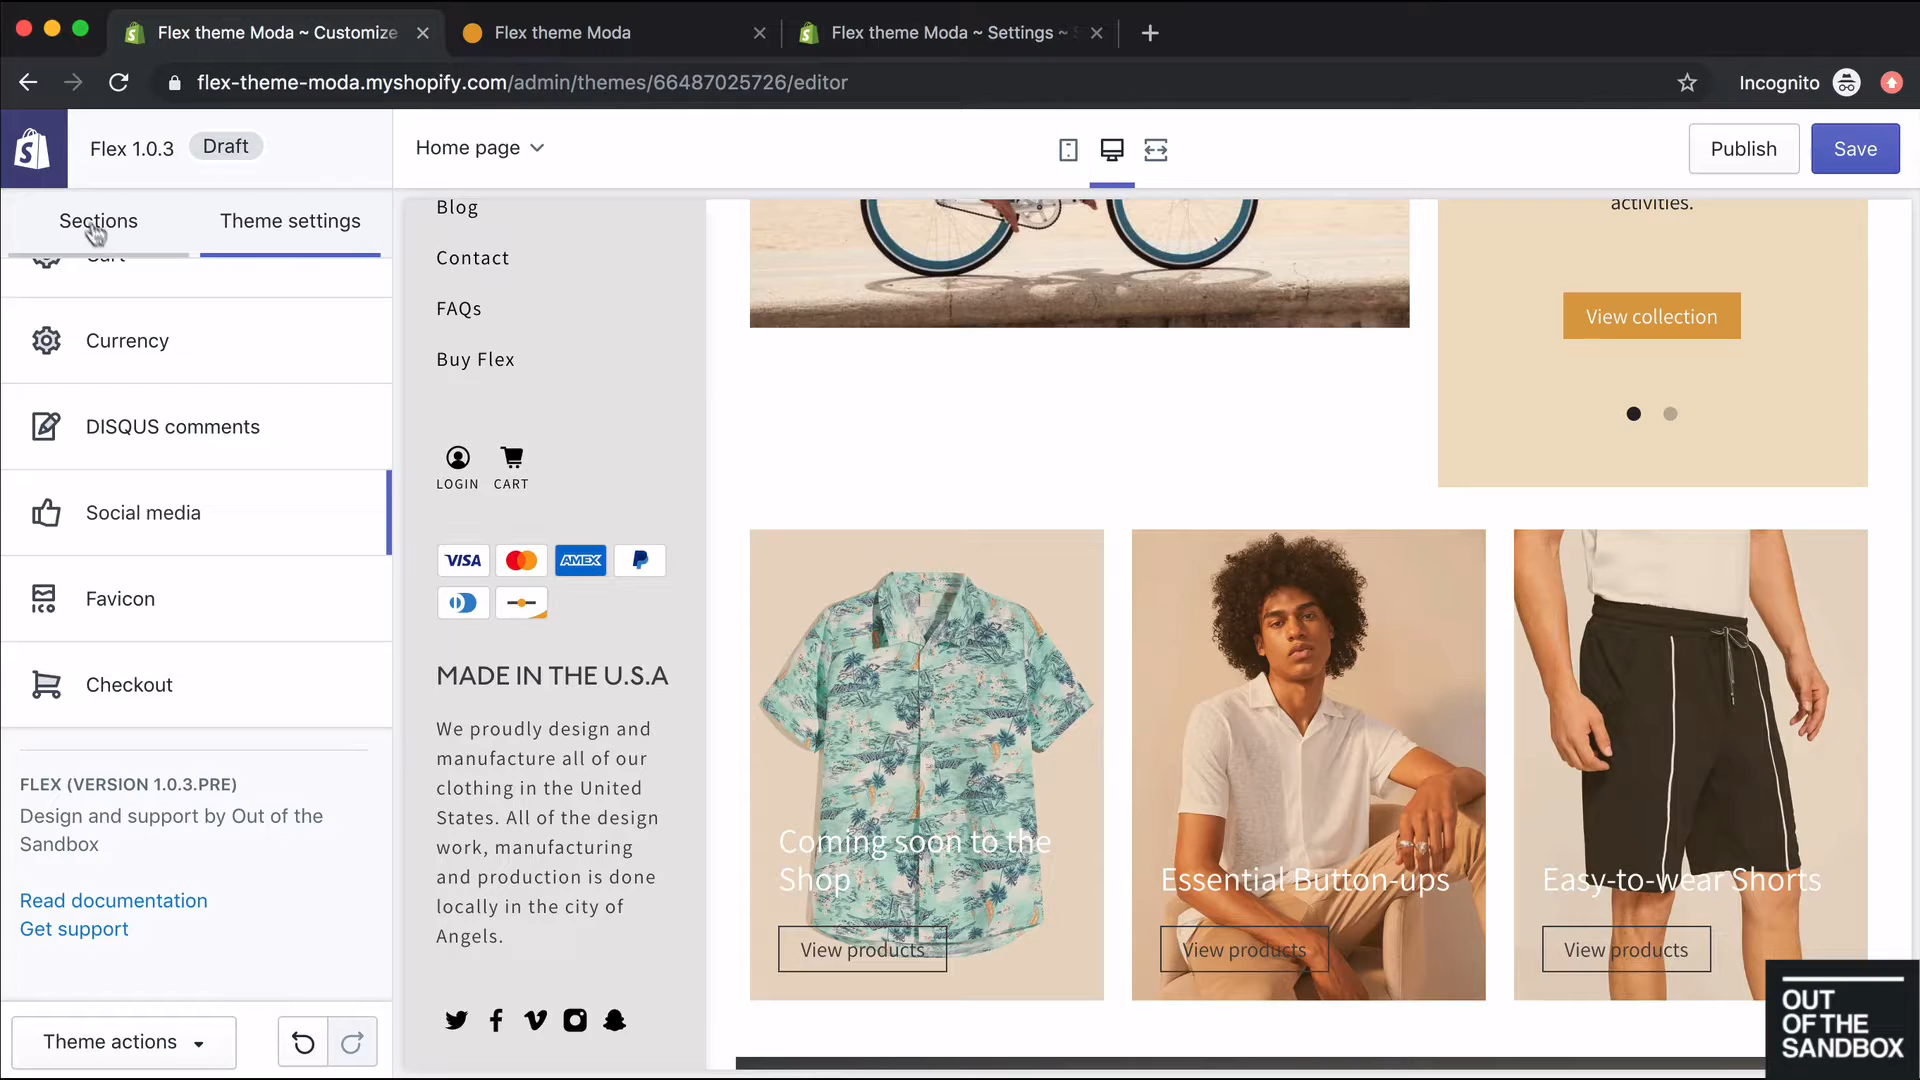 Flex theme Moda ~ Customize
Flex theme Moda
Flex theme Moda ~ Settings ~
flex-theme-moda.myshopify.com/admin/themes/66487025726/editor
Incognito
Flex 1.0.3
Draft
Home page
Publish
Save
Sections
Theme settings
Cart
Currency
DISQUS comments
Social media
Favicon
Checkout
FLEX (VERSION 1.0.3.PRE)
Design and support by Out of the
Sandbox
Read documentation
Get support
Theme actions
Blog
Contact
FAQs
Buy Flex
LOGIN
CART
VISA
AMEX
MADE IN THE U.S.A
We proudly design and
manufacture all of our
clothing in the United
States. All of the design
work, manufacturing
and production is done
locally in the city of
Angels.
activities.
View collection
Coming soon to the
Shop
View products
Essential Button-ups
View products
Easy-to-wear Shorts
View products
OUT
OF THE
SANDBOX